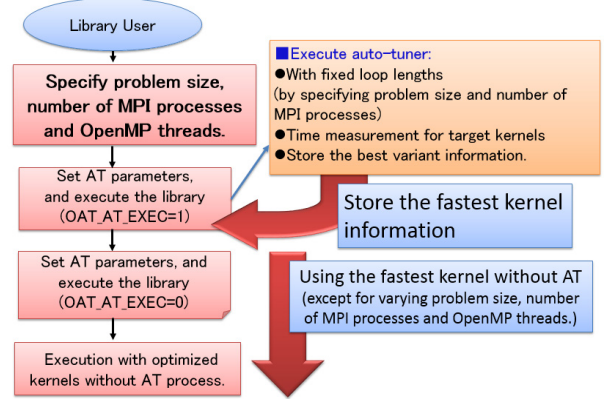 Library User
Specify problem size,
number of MPI processes
and OpenMP threads.
Set AT parameters,
and execute the library
(OAT_AT_EXEC=1)
Set AT parameters, and
execute the library
(OAT_AT_EXEC=0)
Execution with optimized
kernels without AT process.
■Execute auto-tuner:
●With fixed loop lengths
(by specifying problem size and number of
MPI processes)
●Time measurement for target kernels
●Store the best variant information.
Store the fastest kernel
information
Using the fastest kernel without AT
(except for varying problem size, number
of MPI processes and OpenMP threads.)